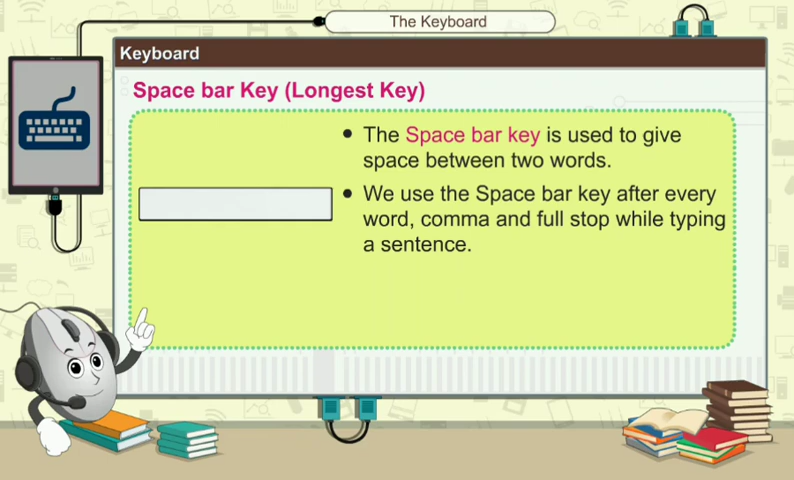 The Keyboard
Keyboard
Space bar Key (Longest Key)
• The Space bar key is used to give
space between two words.
• We use the Space bar key after every
word, comma and full stop while typing
a sentence.